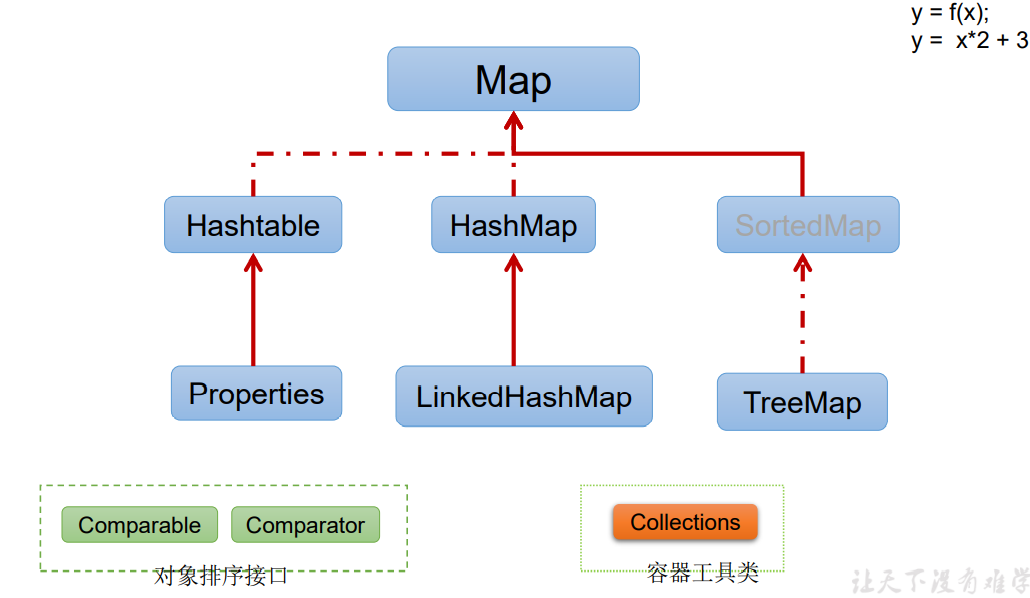 y = f(x);
y = x*2 + 3
Map
Hashtable
HashMap
SortedMap
Properties
LinkedHashMap
TreeMap
Comparable
Comparator
对象排序接口
Collections
容器工具类
让天下没有难学